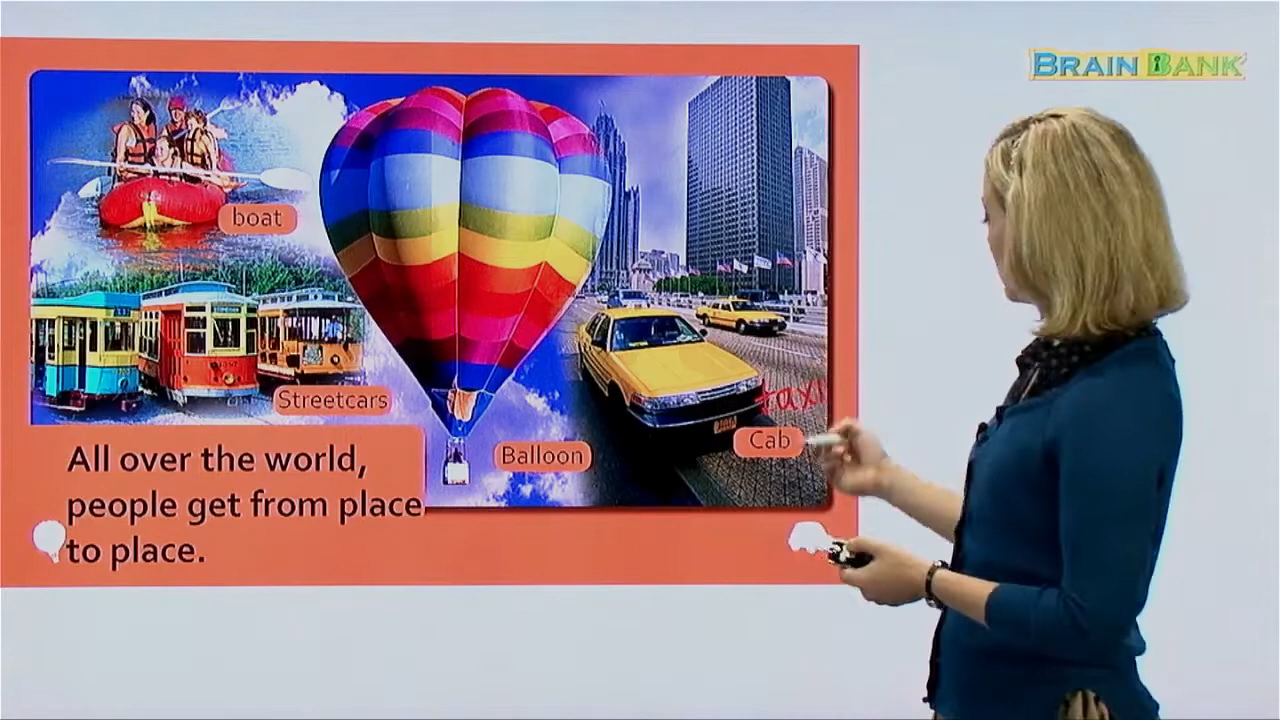 BRAIN BANK
boat
Streetcars
Balloon
taxi
Cab
All over the world,
people get from place
to place.